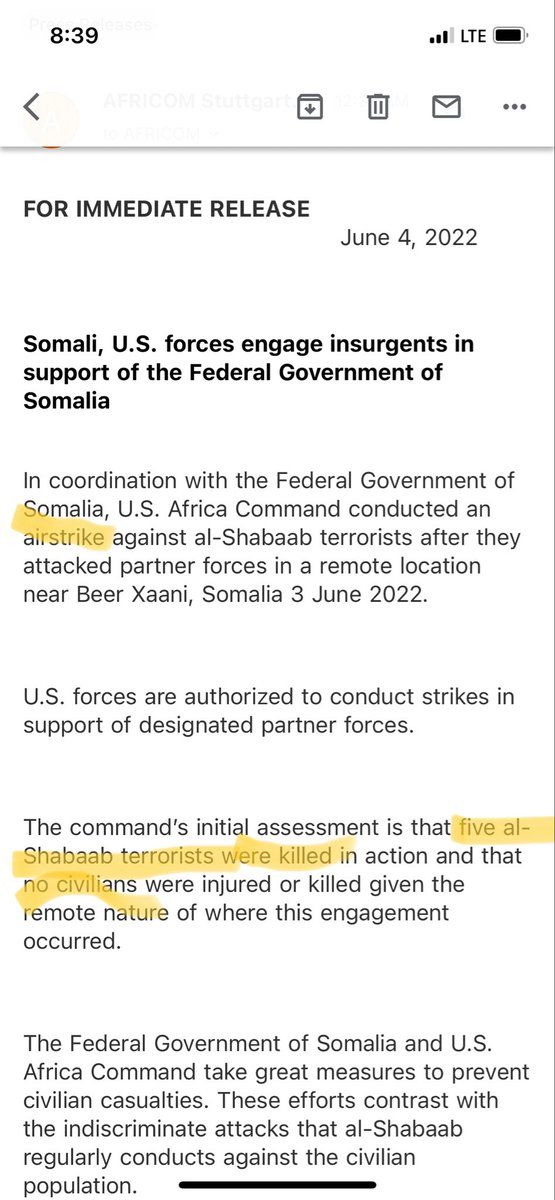 Press Releases
8:39
LTE
AFRICOM Stuttgart
to AFRICOM
FOR IMMEDIATE RELEASE
June 4, 2022
Somali, U.S. forces engage insurgents in
support of the Federal Government of
Somalia
In coordination with the Federal Government of
Somalia, U.S. Africa Command conducted an
airstrike against al-Shabaab terrorists after they
attacked partner forces in a remote location
near Beer Xaani, Somalia 3 June 2022.
U.S. forces are authorized to conduct strikes in
support of designated partner forces.
The command’s initial assessment is that five al-
Shabaab terrorists were killed in action and that
no civilians were injured or killed given the
remote nature of where this engagement
occurred.
The Federal Government of Somalia and U.S.
Africa Command take great measures to prevent
civilian casualties. These efforts contrast with
the indiscriminate attacks that al-Shabaab
regularly conducts against the civilian
population.